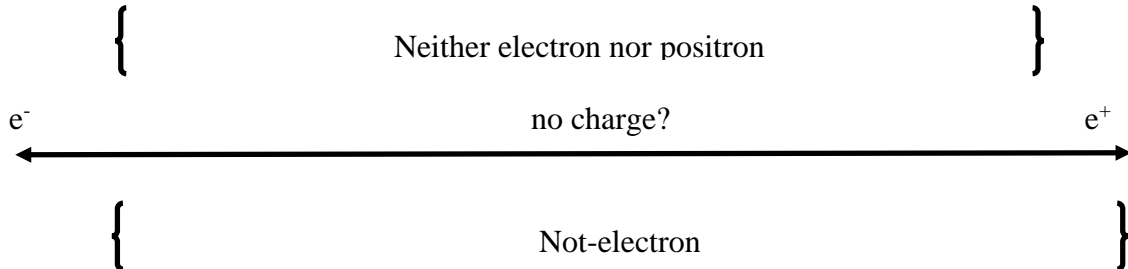 { Neither electron nor positron }
e⁻ no charge? e⁺
{ Not-electron }